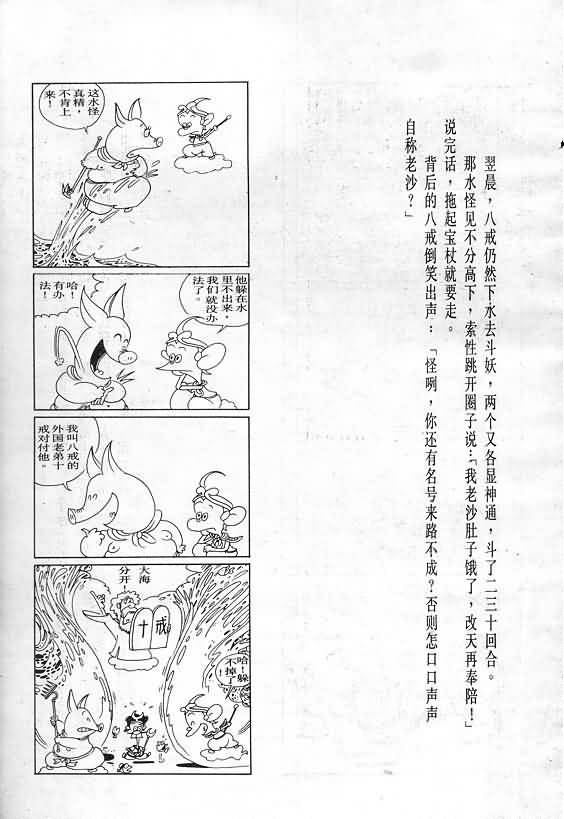 翌晨，八戒仍然下水去斗妖，两个又各显神通，斗了二三十回合。
那水怪见不分高下，索性跳开圈子说：「我老沙肚子饿了，改天再奉陪！」
说完话，拖起宝杖就要走。
背后的八戒倒笑出声：「怪咧，你还有名号来路不成？否则怎口口声声
自称老沙？」
这水怪
真精，
不肯上
来！
他躲在水
里不出来，
我们就没办
法了。
哈！
有办
法！
我叫八戒的
外国老弟十
戒对付他。
大海
分开！
十戒
哈！躲
不掉了
！